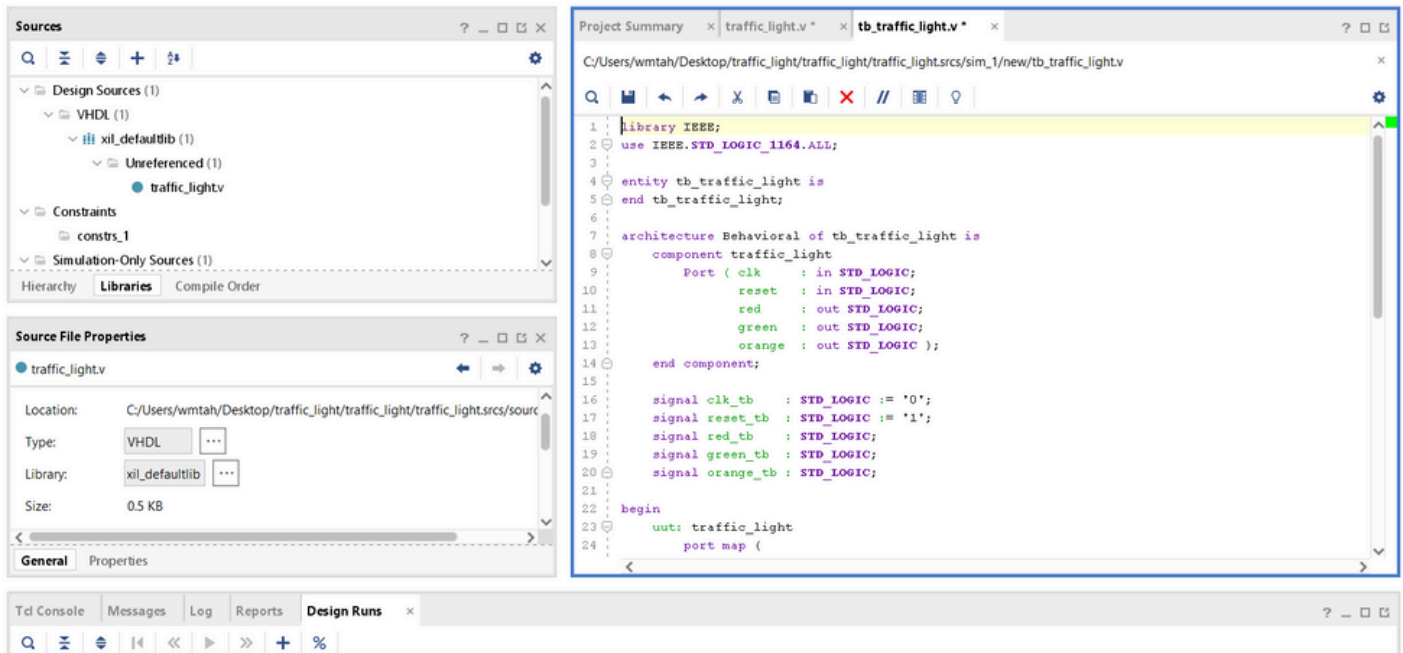 Sources
Design Sources (1)
VHDL (1)
xil_defaultlib (1)
Unreferenced (1)
traffic_light.v
Constraints
constrs_1
Simulation-Only Sources (1)
Hierarchy Libraries Compile Order
Source File Properties
traffic_light.v
Location: C:/Users/wmtah/Desktop/traffic_light/traffic_light/traffic_light.srcs/sourc
Type: VHDL ...
Library: xil_defaultlib ...
Size: 0.5 KB
General Properties
Project Summary × traffic_light.v * × tb_traffic_light.v * ×
C:/Users/wmtah/Desktop/traffic_light/traffic_light/traffic_light.srcs/sim_1/new/tb_traffic_light.v
1 library IEEE;
2 use IEEE.STD_LOGIC_1164.ALL;
3
4 entity tb_traffic_light is
5 end tb_traffic_light;
6
7 architecture Behavioral of tb_traffic_light is
8 component traffic_light
9 Port ( clk : in STD_LOGIC;
10 reset : in STD_LOGIC;
11 red : out STD_LOGIC;
12 green : out STD_LOGIC;
13 orange : out STD_LOGIC );
14 end component;
15
16 signal clk_tb : STD_LOGIC := '0';
17 signal reset_tb : STD_LOGIC := '1';
18 signal red_tb : STD_LOGIC;
19 signal green_tb : STD_LOGIC;
20 signal orange_tb : STD_LOGIC;
21
22 begin
23 uut: traffic_light
24 port map (
Tcl Console Messages Log Reports Design Runs ×